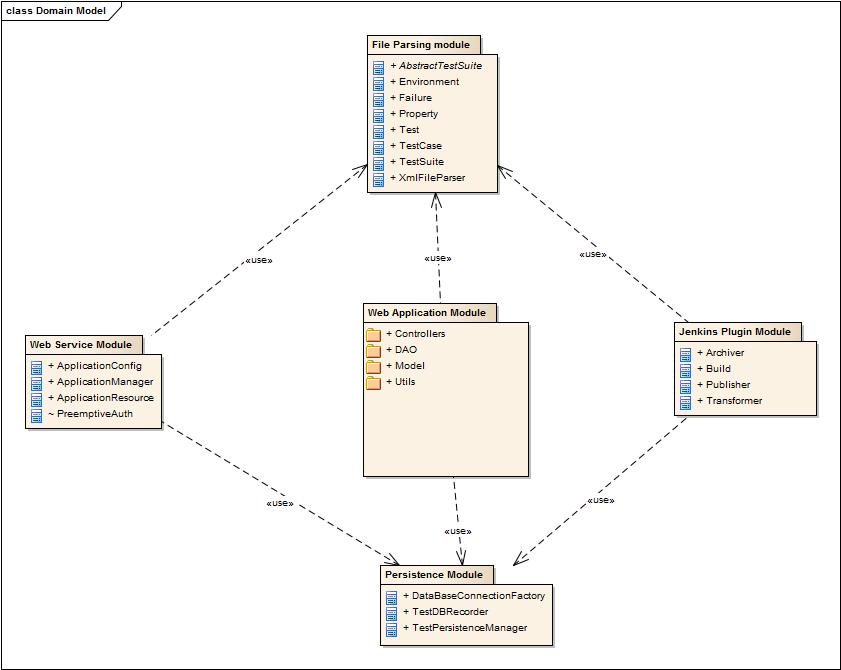 class Domain Model
File Parsing module
+ AbstractTestSuite
+ Environment
+ Failure
+ Property
+ Test
+ TestCase
+ TestSuite
+ XmlFileParser
«use»
«use»
«use»
Web Service Module
+ ApplicationConfig
+ ApplicationManager
+ ApplicationResource
~ PreemptiveAuth
Web Application Module
+ Controllers
+ DAO
+ Model
+ Utils
Jenkins Plugin Module
+ Archiver
+ Build
+ Publisher
+ Transformer
«use»
«use»
«use»
Persistence Module
+ DataBaseConnectionFactory
+ TestDBRecorder
+ TestPersistenceManager